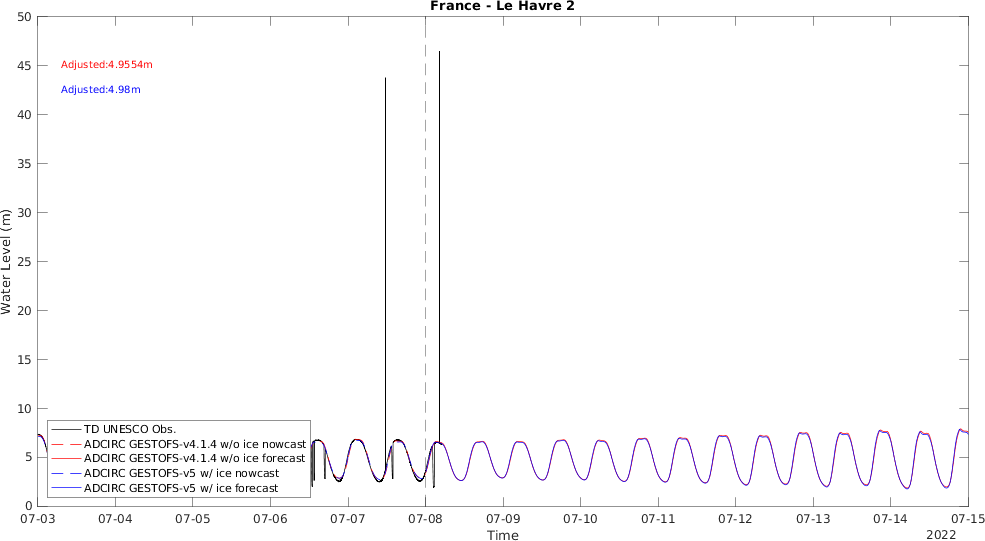 France - Le Havre 2
50
45
40
35
30
25
20
15
10
5
0
Water Level (m)
Adjusted:4.9554m
Adjusted:4.98m
TD UNESCO Obs.
ADCIRC GESTOFS-v4.1.4 w/o ice nowcast
ADCIRC GESTOFS-v4.1.4 w/o ice forecast
ADCIRC GESTOFS-v5 w/ ice nowcast
ADCIRC GESTOFS-v5 w/ ice forecast
07-03 07-04 07-05 07-06 07-07 07-08 07-09 07-10 07-11 07-12 07-13 07-14 07-15
Time
2022